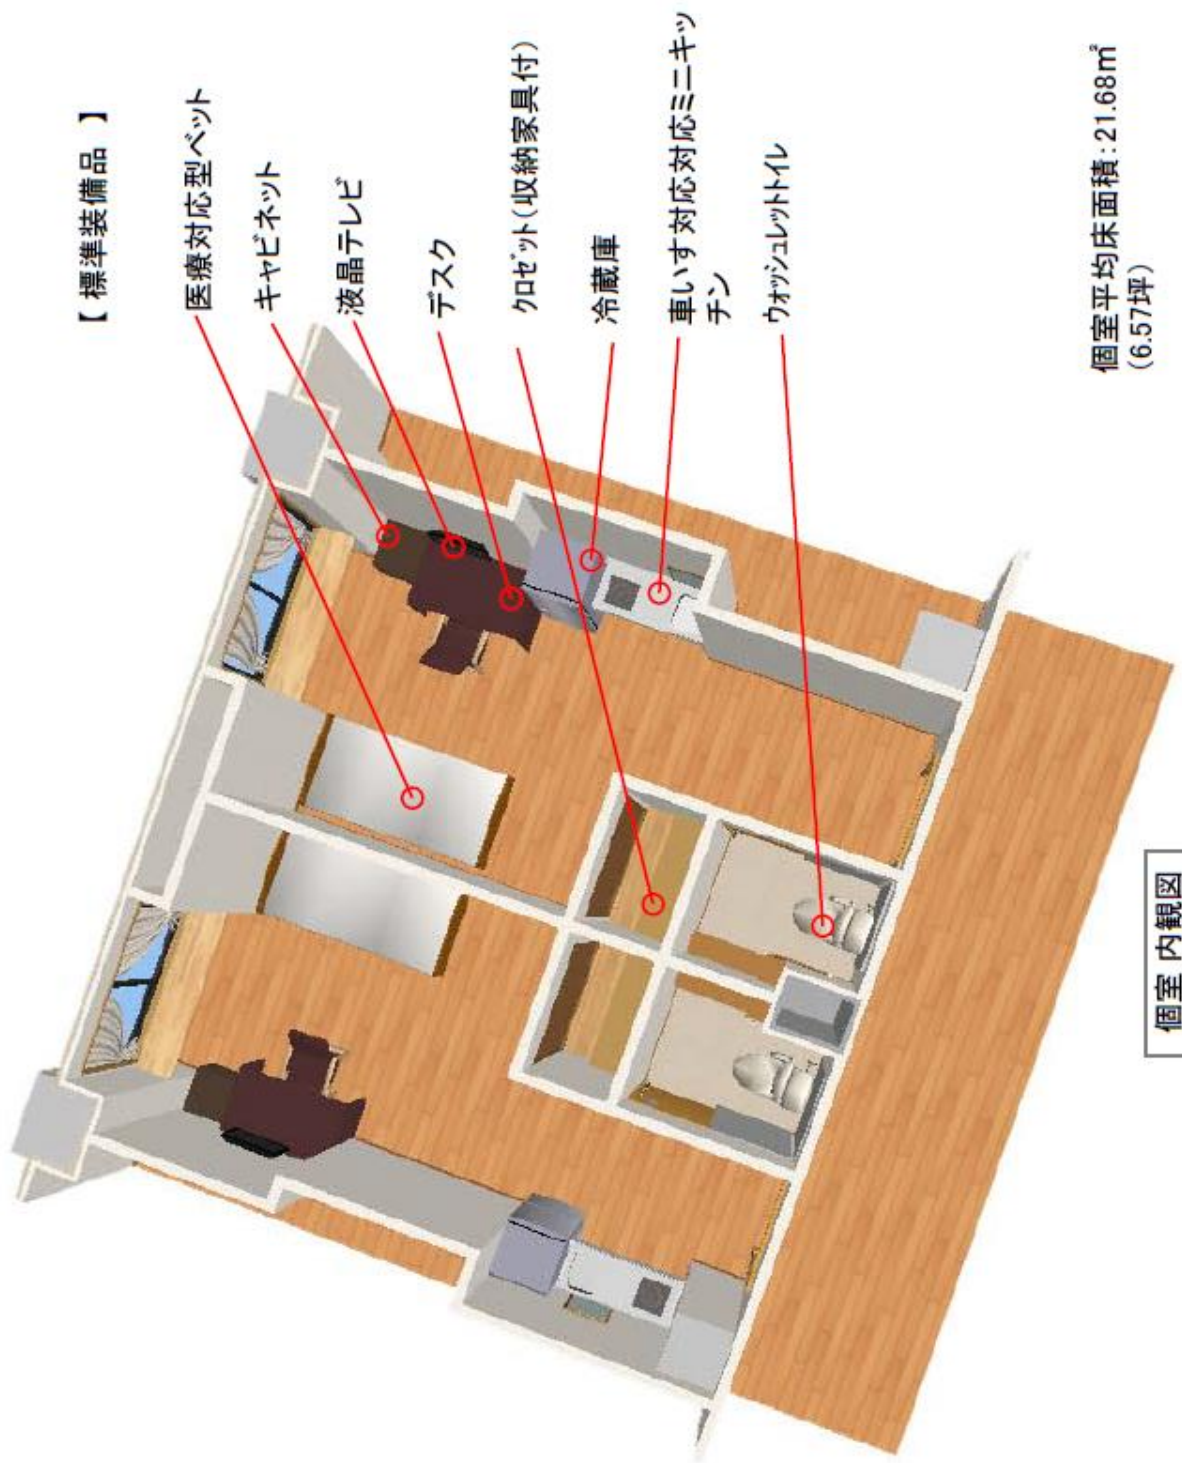 【 標準装備品 】
医療対応型ベット
キャビネット
液晶テレビ
デスク
クロゼット(収納家具付)
冷蔵庫
車いす対応対応ミニキッ
チン
ウォッシュレットトイレ
個室平均床面積:21.68㎡
(6.57坪)
個室 内観図